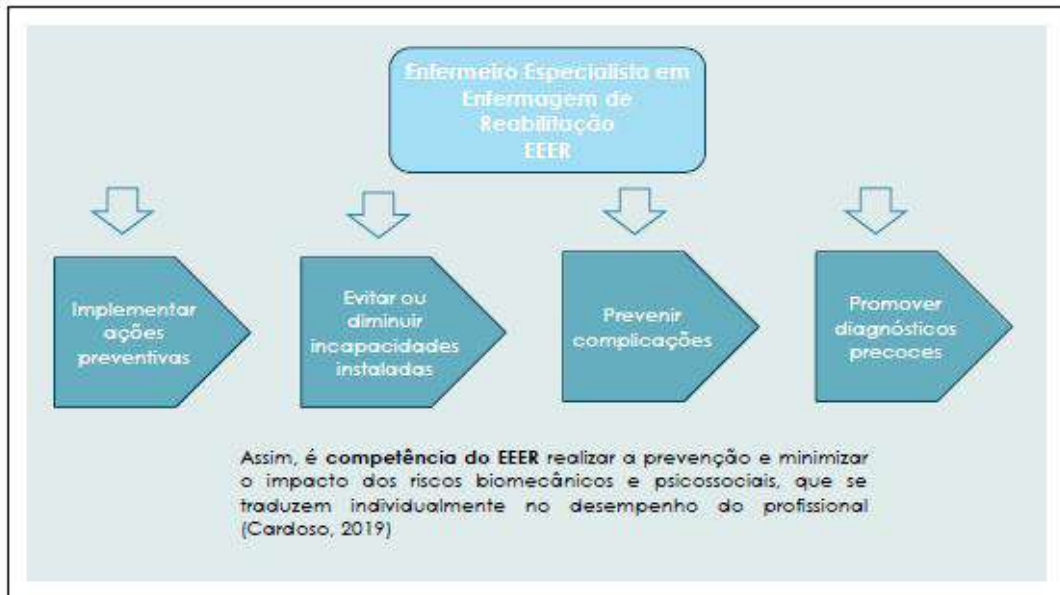 Enfermeiro Especialista em
Enfermagem de
Reabilitação
EEER
Implementar
ações
preventivas
Evitar ou
diminuir
incapacidades
instaladas
Prevenir
complicações
Promover
diagnósticos
precoces
Assim, é competência do EEER realizar a prevenção e minimizar
o impacto dos riscos biomecânicos e psicossociais, que se
traduzem individualmente no desempenho do profissional
(Cardoso, 2019)